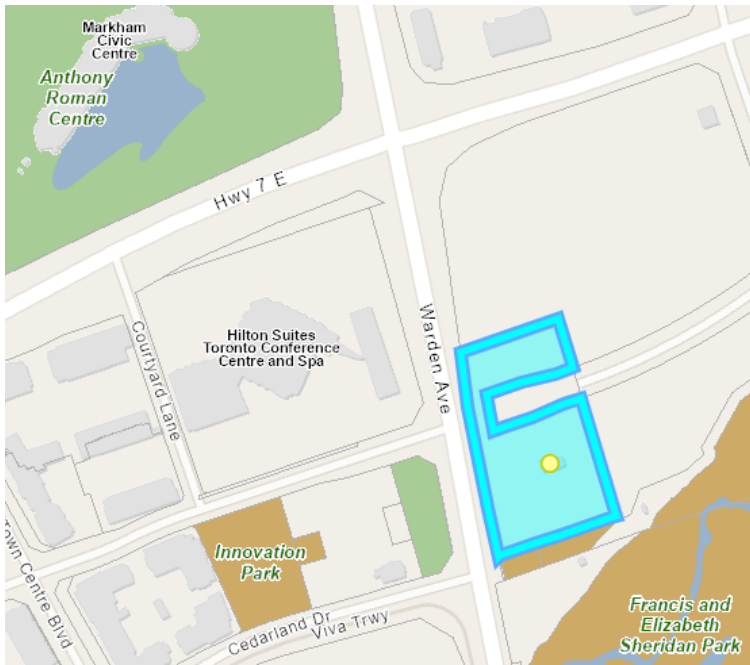 Markham
Civic
Centre
Anthony
Roman
Centre
Hwy 7 E
Warden Ave
Courtyard Lane
Hilton Suites
Toronto Conference
Centre and Spa
Innovation
Park
Town Centre Blvd
Cedarland Dr
Viva Trwy
Francis and
Elizabeth
Sheridan Park